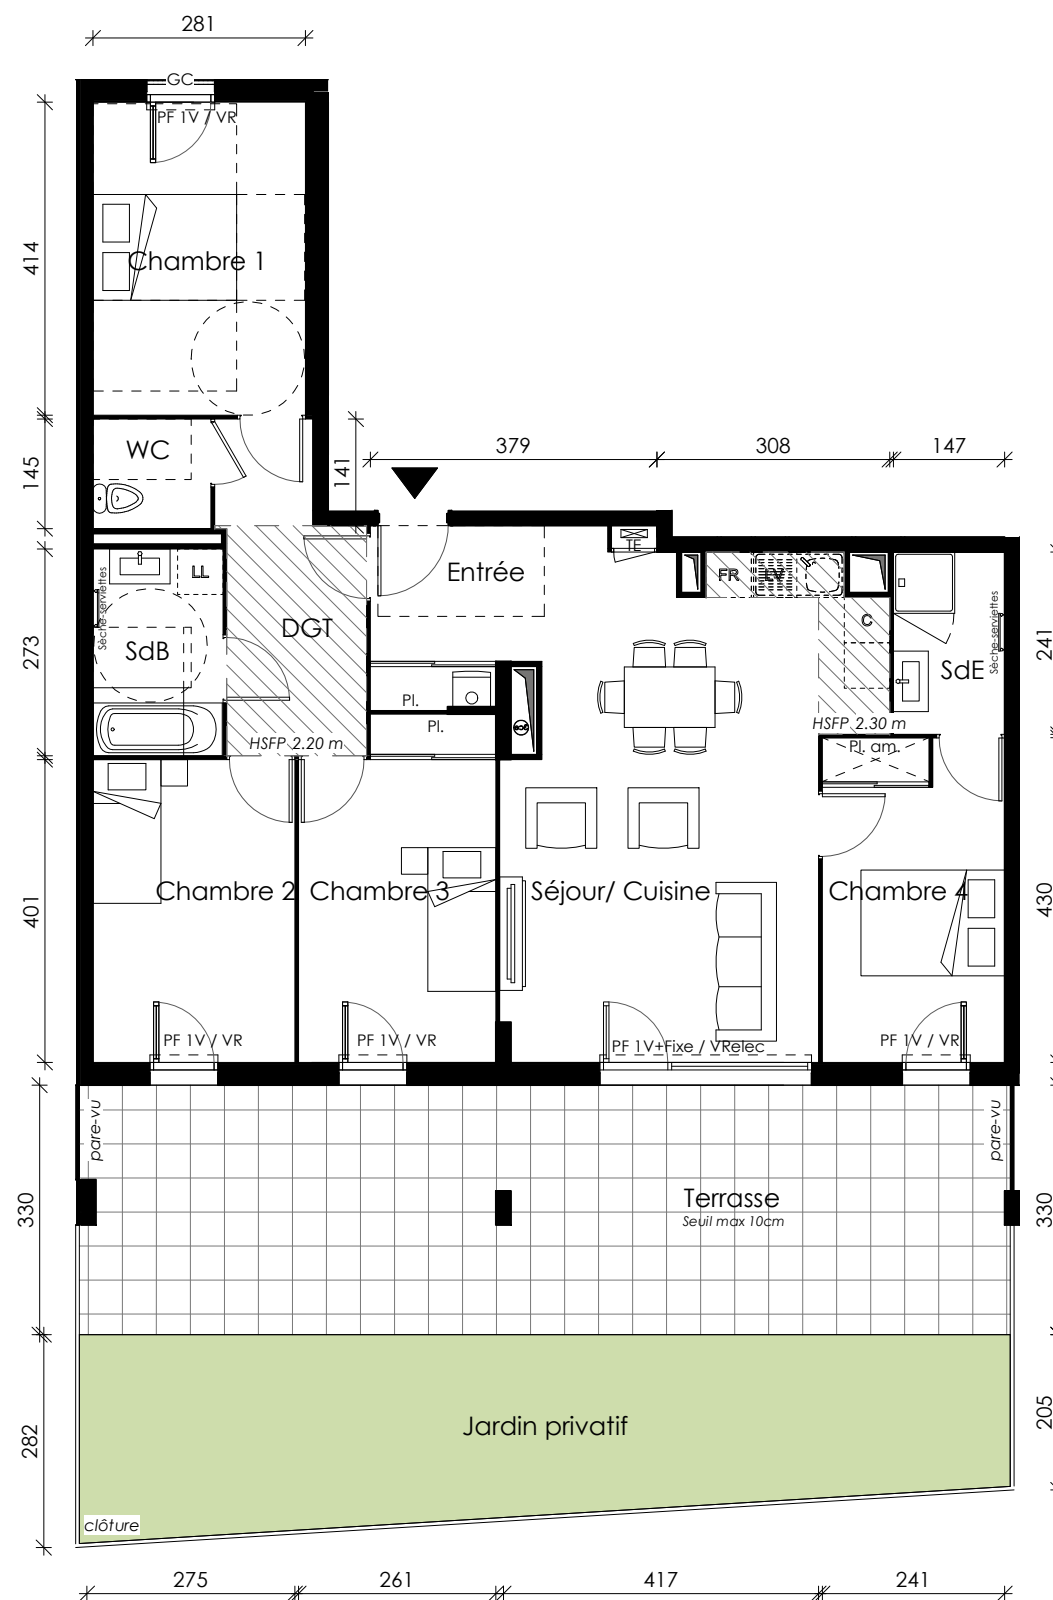 281
GC
PF 1V / VR
414
Chambre 1
WC
145
141
379
308
147
TE
Entrée
FR
LV
C
LL
Sèche-serviettes
DGT
SdB
273
Sèche-serviettes
SdE
241
Pl.
Pl.
HSFP 2.20 m
HSFP 2.30 m
Pl. am.
401
Chambre 2
Chambre 3
Séjour/ Cuisine
Chambre 4
430
PF 1V / VR
PF 1V / VR
PF 1V+Fixe / VRelec
PF 1V / VR
pare-vu
pare-vu
330
Terrasse
Seuil max 10cm
330
282
Jardin privatif
205
clôture
275
261
417
241